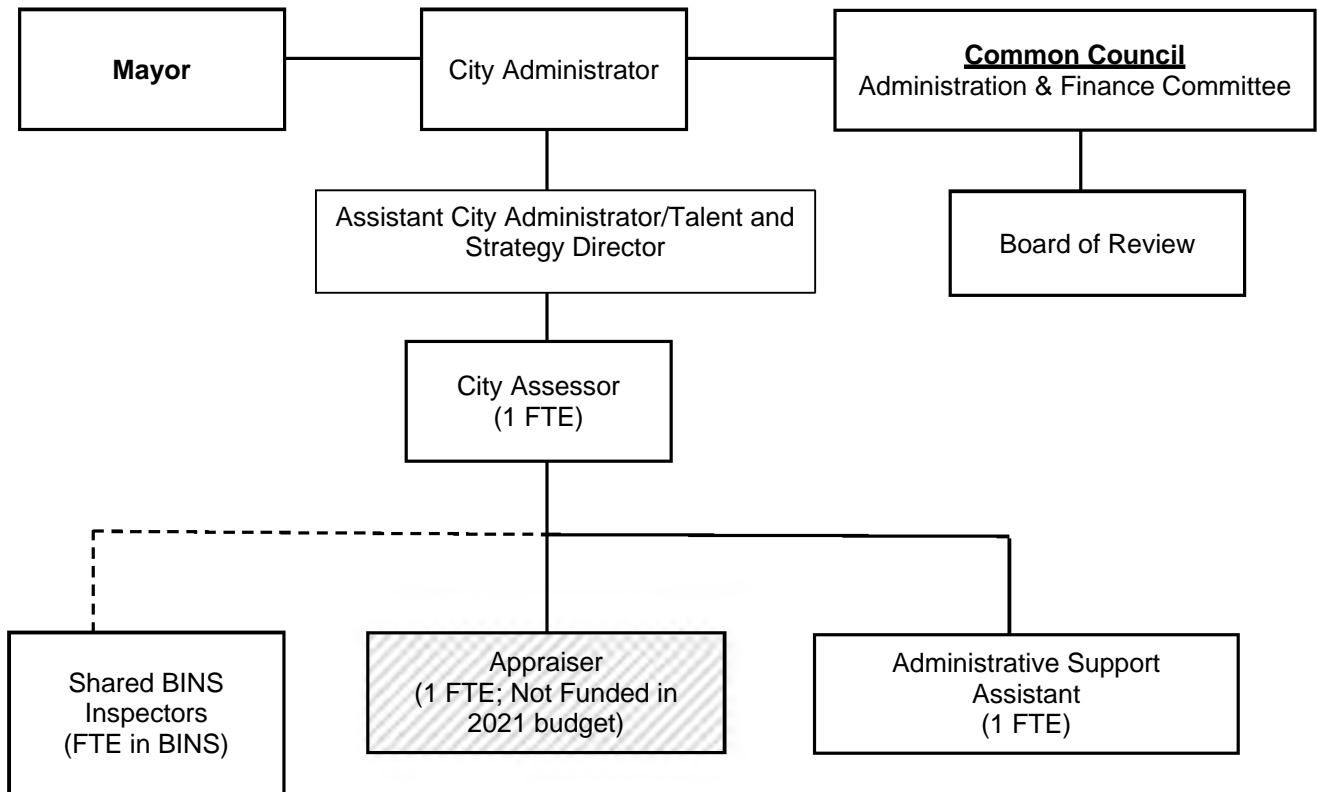 Mayor
City Administrator
Common Council
Administration & Finance Committee
Assistant City Administrator/Talent and
Strategy Director
Board of Review
City Assessor
(1 FTE)
Shared BINS
Inspectors
(FTE in BINS)
Appraiser
(1 FTE; Not Funded in
2021 budget)
Administrative Support
Assistant
(1 FTE)